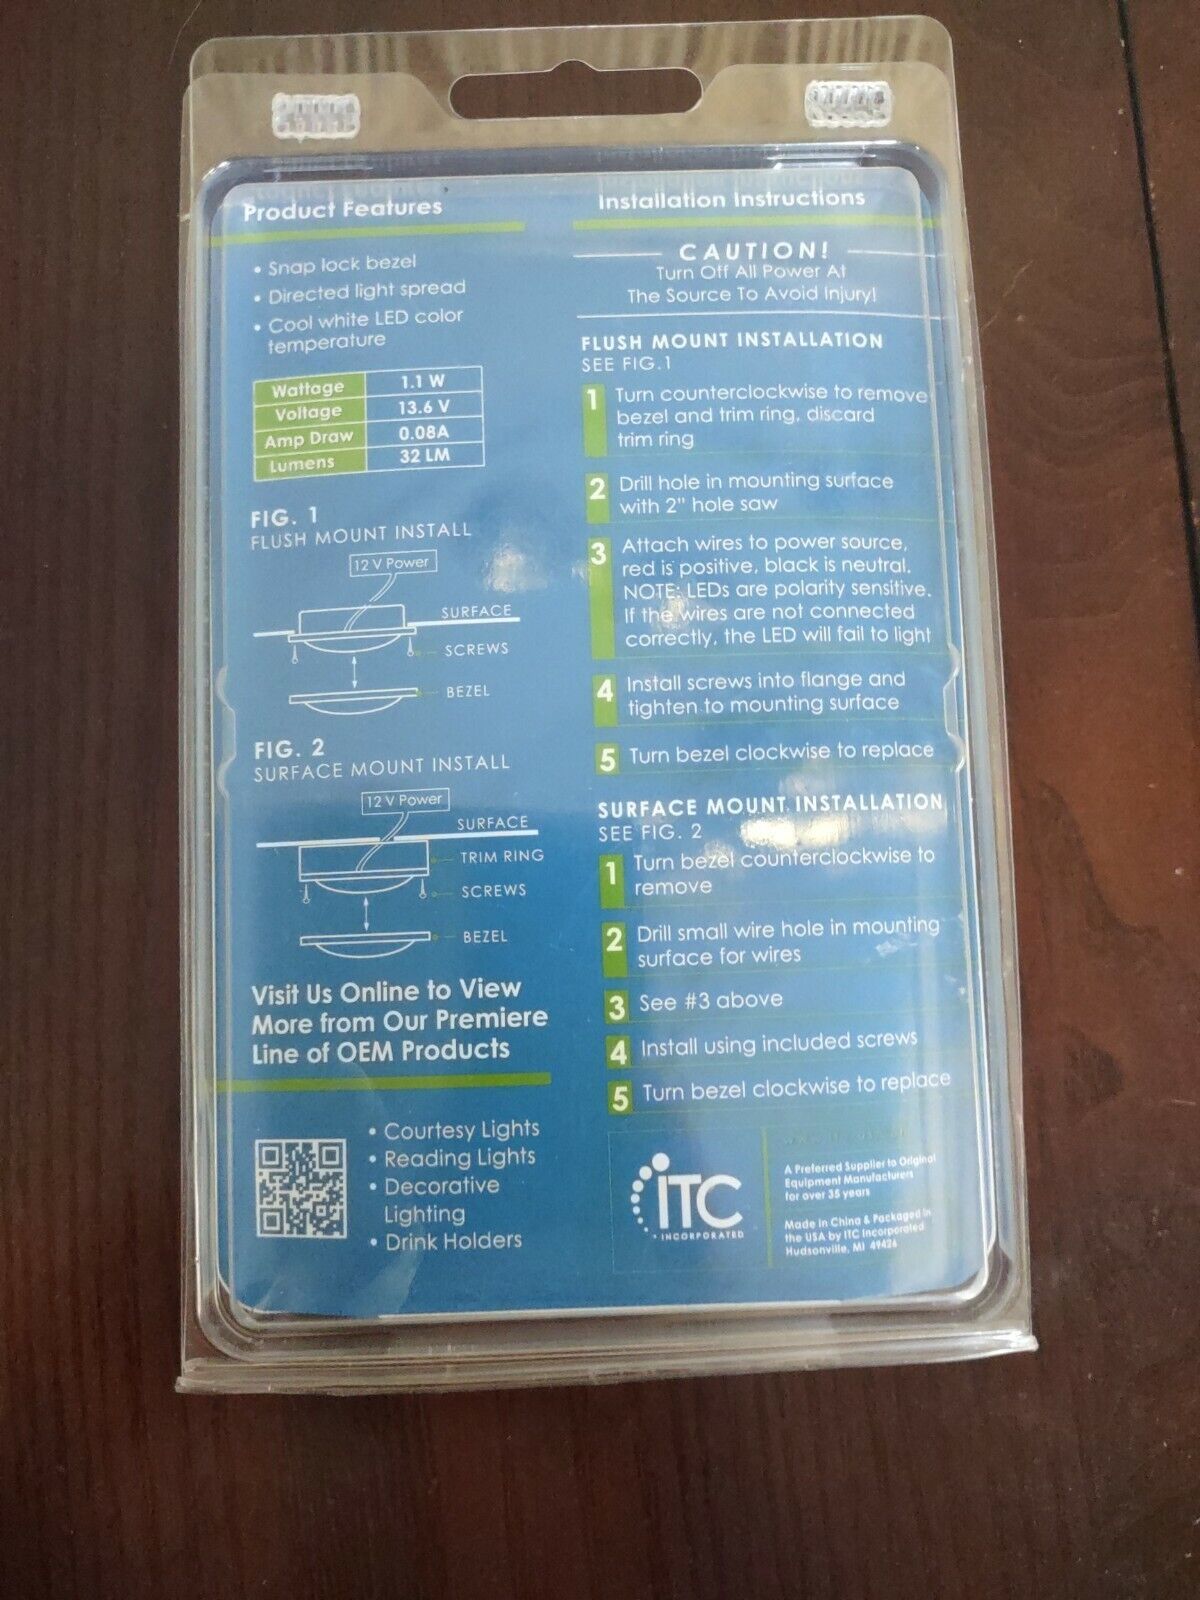 Product Features
• Snap lock bezel
• Directed light spread
• Cool white LED color
temperature
Wattage 1.1 W
Voltage 13.6 V
Amp Draw 0.08A
Lumens 32 LM
FIG. 1
FLUSH MOUNT INSTALL
12 V Power
SURFACE
SCREWS
BEZEL
FIG. 2
SURFACE MOUNT INSTALL
12 V Power
SURFACE
TRIM RING
SCREWS
BEZEL
Visit Us Online to View
More from Our Premiere
Line of OEM Products
• Courtesy Lights
• Reading Lights
• Decorative
Lighting
• Drink Holders
Installation Instructions
CAUTION!
Turn Off All Power At
The Source To Avoid Injury!
FLUSH MOUNT INSTALLATION
SEE FIG.1
1 Turn counterclockwise to remove
bezel and trim ring, discard
trim ring
2 Drill hole in mounting surface
with 2" hole saw
3 Attach wires to power source,
red is positive, black is neutral.
NOTE: LEDs are polarity sensitive.
If the wires are not connected
correctly, the LED will fail to light
4 Install screws into flange and
tighten to mounting surface
5 Turn bezel clockwise to replace
SURFACE MOUNT INSTALLATION
SEE FIG. 2
1 Turn bezel counterclockwise to
remove
2 Drill small wire hole in mounting
surface for wires
3 See #3 above
4 Install using included screws
5 Turn bezel clockwise to replace
ITC
INCORPORATED
A Preferred Supplier to Original
Equipment Manufacturers
for over 35 years
Made in China & Packaged in
the USA by ITC Incorporated
Hudsonville, MI 49426